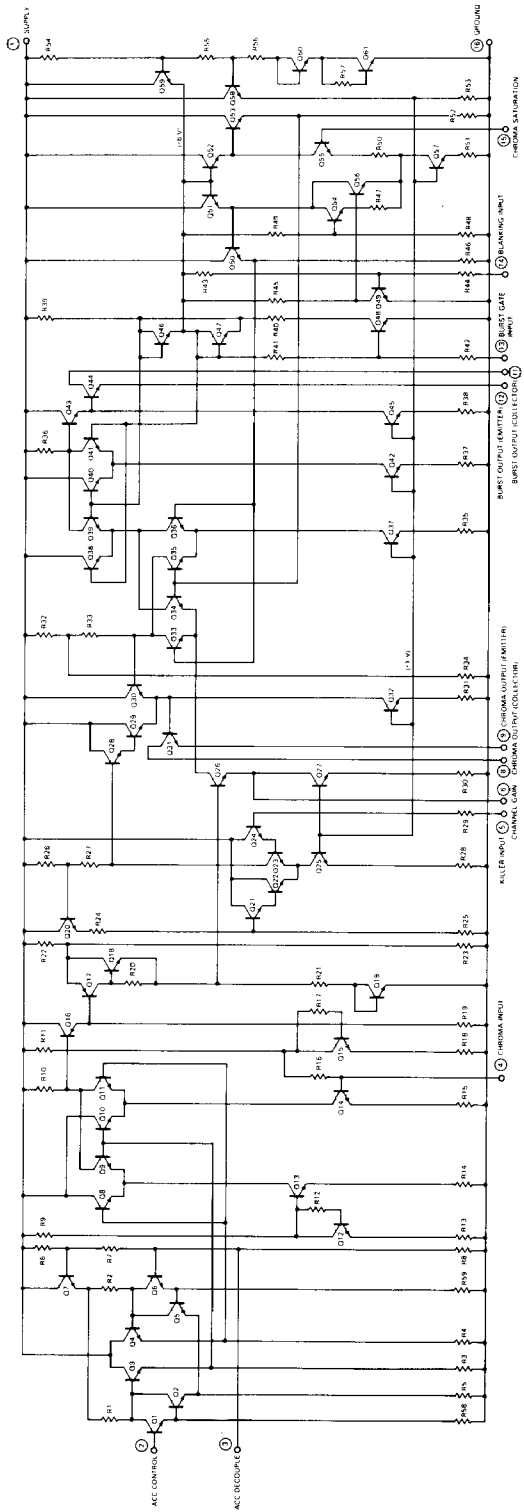 SUPPLY
1
R54
R55
R56
Q60
R57
Q61
Q59
Q58
R53
GROUND
16
Q53
R52
1.6 V
Q52
Q55
R50
Q57
R51
15
CHROMA SATURATION
Q51
Q56
Q54
R47
R49
R48
Q50
R46
14
BLANKING INPUT
R43
R45
Q49
R44
R39
Q46
Q47
R40
R41
Q48
R42
13
BURST GATE
INPUT
Q43
Q44
11
BURST OUTPUT (COLLECTOR)
12
BURST OUTPUT (EMITTER)
R36
Q41
Q40
Q45
R38
Q42
R37
Q39
Q38
Q36
Q35
Q37
R35
Q34
Q33
R32
R33
R34
Q30
Q29
Q28
Q31
Q32
R31
9
CHROMA OUTPUT (EMITTER)
8
CHROMA OUTPUT (COLLECTOR)
Q26
Q27
R30
6
CHANNEL GAIN
5
KILLER INPUT
R26
R27
Q24
Q23
Q22
Q21
Q25
R29
R28
Q20
R24
R25
R22
R23
Q17
Q18
R20
R21
Q19
Q16
R19
R11
R17
Q15
R18
R16
Q14
R15
4
CHROMA INPUT
R10
Q11
Q10
Q9
Q8
Q13
R12
Q12
R14
R13
R9
R6
R7
R8
Q7
R2
Q6
Q5
R59
Q4
Q3
R4
R3
R1
Q2
Q1
R5
R58
2
ACC CONTROL
3
ACC DECOUPLE